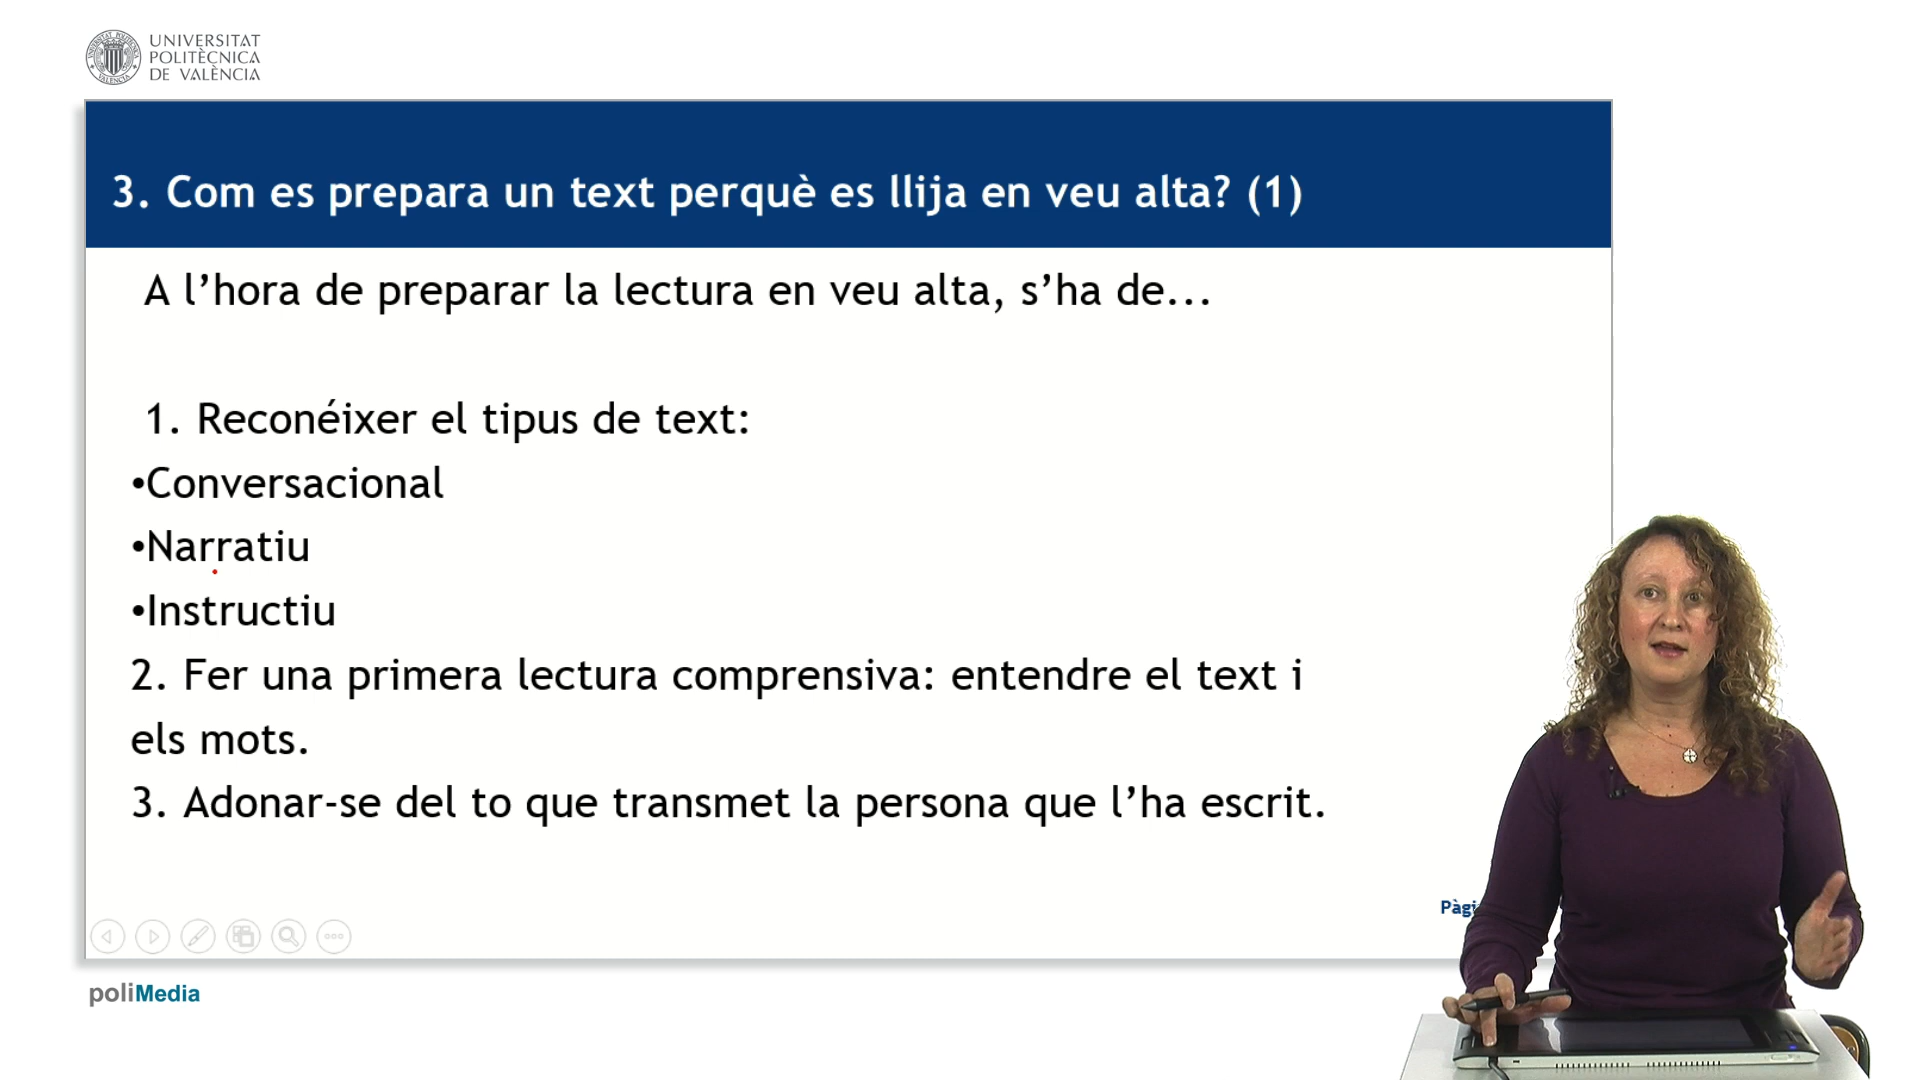 UNIVERSITAT
POLITÈCNICA
DE VALÈNCIA
3. Com es prepara un text perquè es llija en veu alta? (1)
A l’hora de preparar la lectura en veu alta, s’ha de...
1. Reconéixer el tipus de text:
•Conversacional
•Narratiu
•Instructiu
2. Fer una primera lectura comprensiva: entendre el text i
els mots.
3. Adonar-se del to que transmet la persona que l’ha escrit.
poliMedia